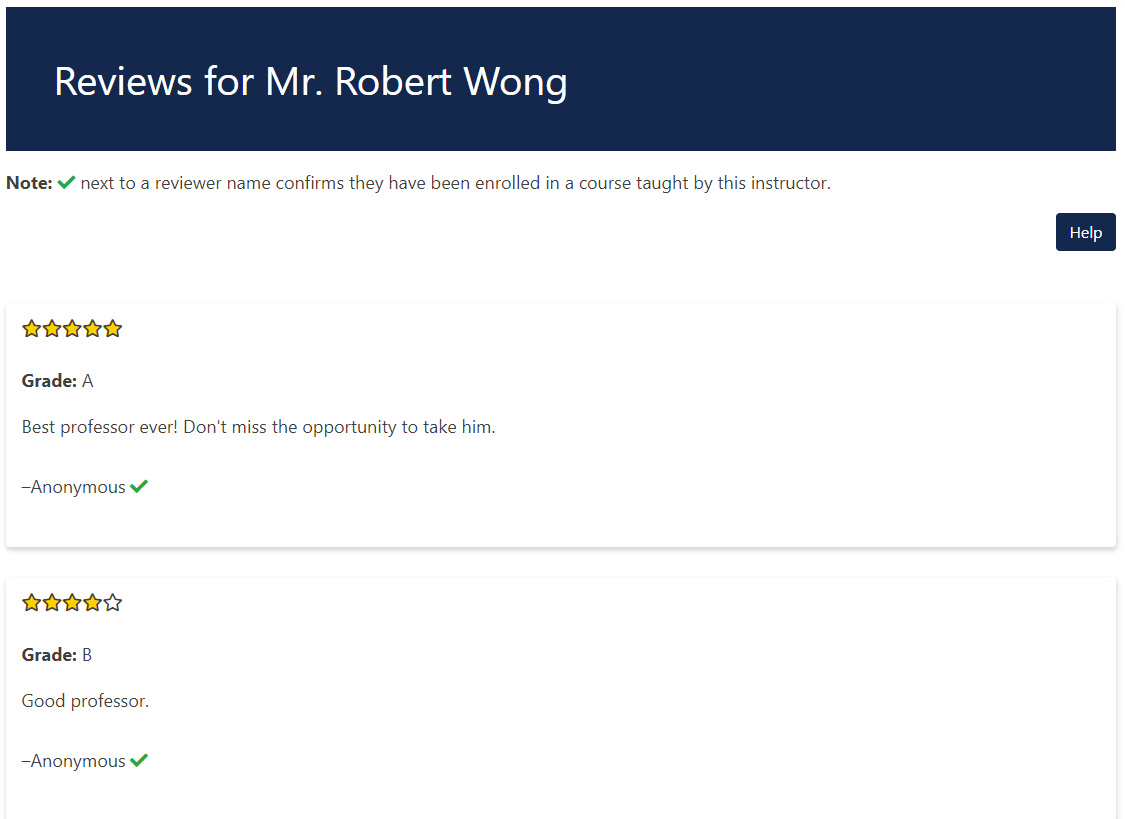 Reviews for Mr. Robert Wong
Note: ✔ next to a reviewer name confirms they have been enrolled in a course taught by this instructor.
Help
Grade: A
Best professor ever! Don't miss the opportunity to take him.
–Anonymous ✔
Grade: B
Good professor.
–Anonymous ✔